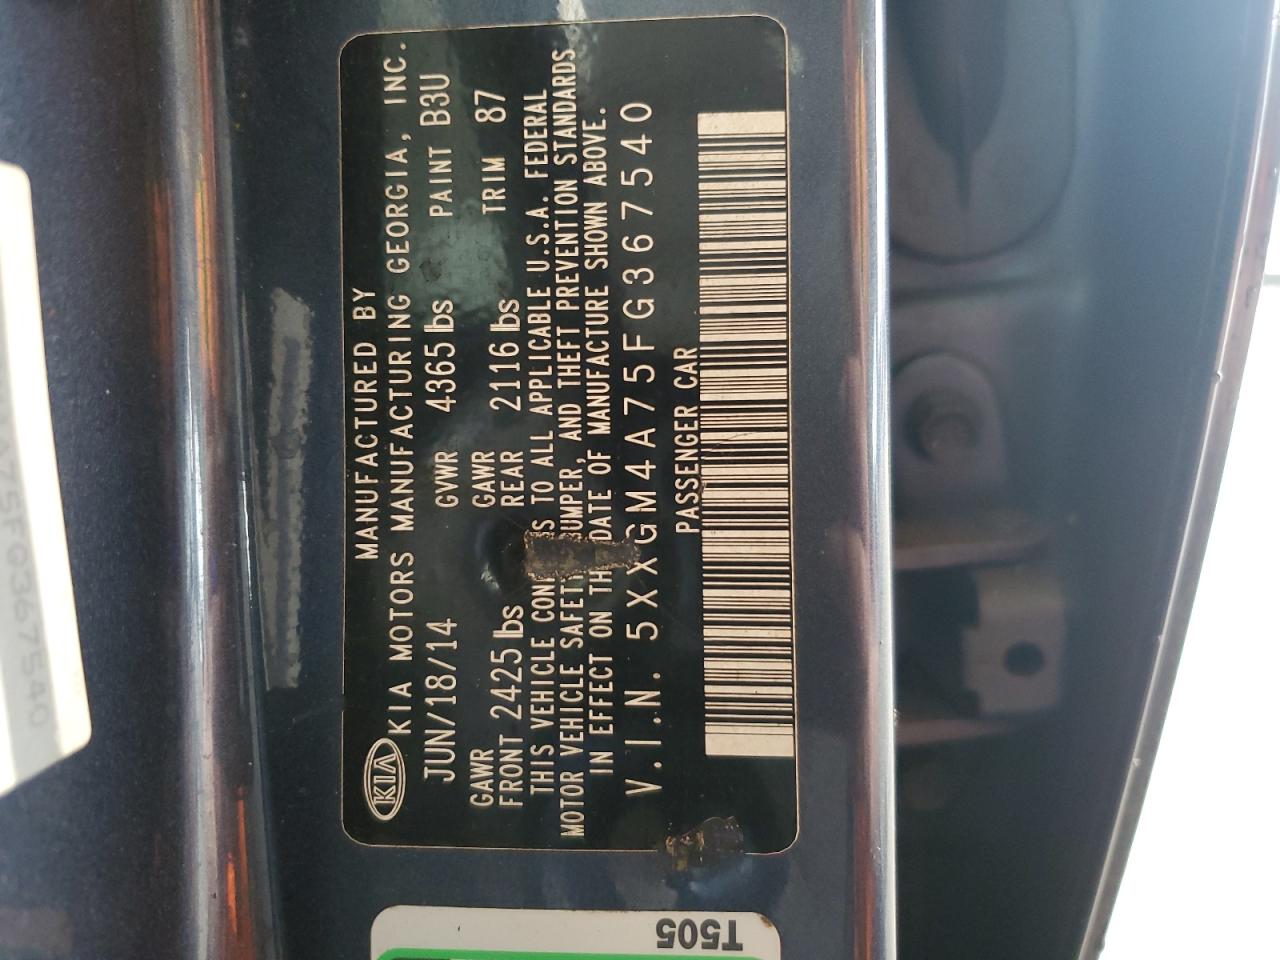 MANUFACTURED BY
KIA KIA MOTORS MANUFACTURING GEORGIA, INC.
JUN/18/14 GVWR 4365 lbs PAINT B3U
GAWR FRONT 2425 lbs GAWR REAR 2116 lbs TRIM 87
THIS VEHICLE CON S TO ALL APPLICABLE U.S.A. FEDERAL
MOTOR VEHICLE SAFET UMPER, AND THEFT PREVENTION STANDARDS
IN EFFECT ON TH DATE OF MANUFACTURE SHOWN ABOVE.
V.I.N. 5XXGM4A75FG367540
PASSENGER CAR
T505
A75FG367540